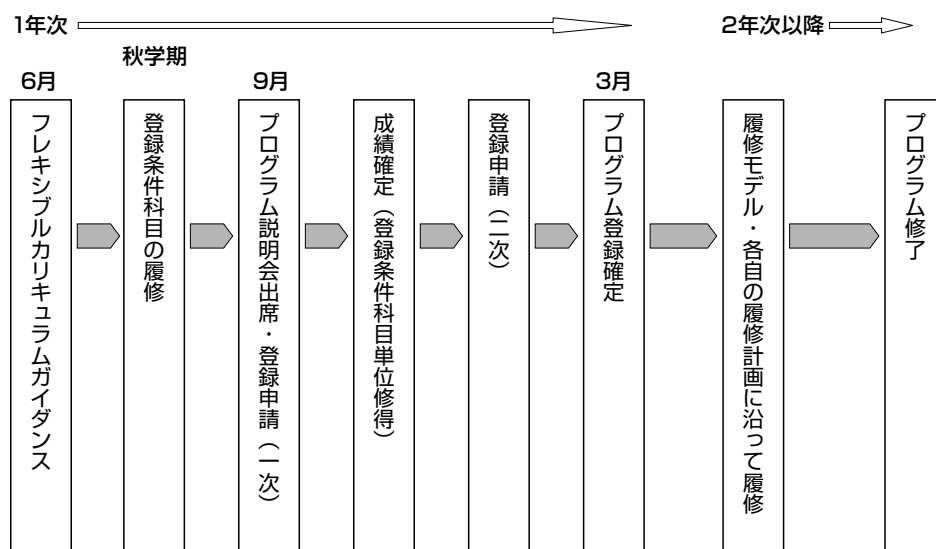 1年次
2年次以降
秋学期
6月
9月
3月
フレキシブルカリキュラムガイダンス
登録条件科目の履修
プログラム説明会出席・登録申請（一次）
成績確定（登録条件科目単位修得）
登録申請（二次）
プログラム登録確定
履修モデル・各自の履修計画に沿って履修
プログラム修了